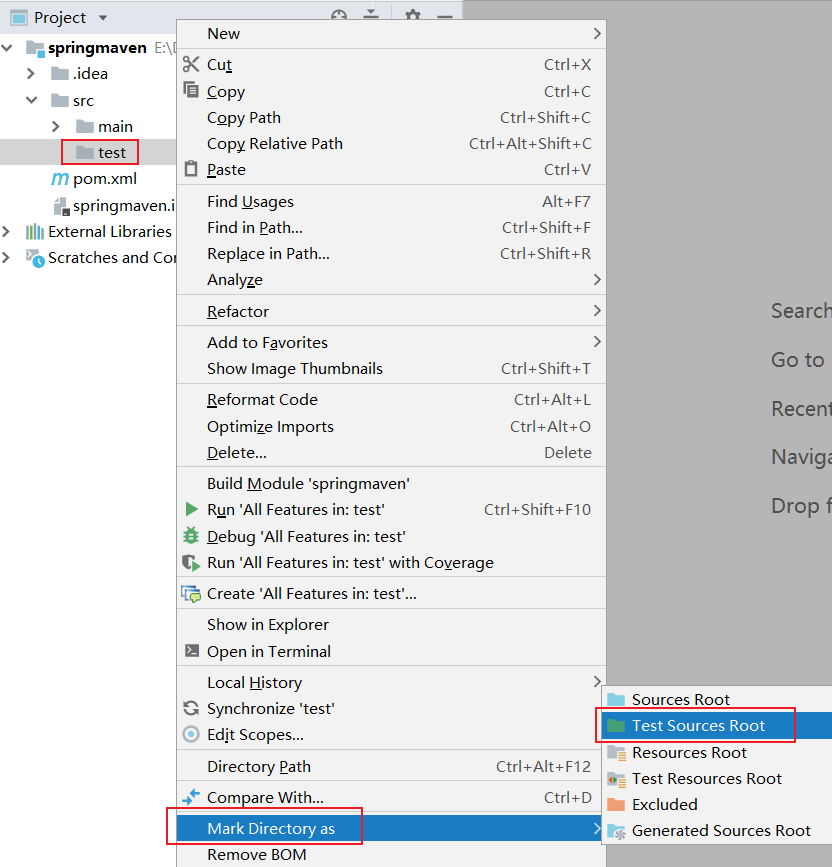 Project
springmaven E:\
.idea
src
main
test
pom.xml
springmaven.i
External Libraries
Scratches and Co
New
Cut Ctrl+X
Copy Ctrl+C
Copy Path Ctrl+Shift+C
Copy Relative Path Ctrl+Alt+Shift+C
Paste Ctrl+V
Find Usages Alt+F7
Find in Path... Ctrl+Shift+F
Replace in Path... Ctrl+Shift+R
Analyze
Refactor
Add to Favorites
Show Image Thumbnails Ctrl+Shift+T
Reformat Code Ctrl+Alt+L
Optimize Imports Ctrl+Alt+O
Delete... Delete
Build Module 'springmaven'
Run 'All Features in: test' Ctrl+Shift+F10
Debug 'All Features in: test'
Run 'All Features in: test' with Coverage
Create 'All Features in: test'...
Show in Explorer
Open in Terminal
Local History
Synchronize 'test'
Edit Scopes...
Directory Path Ctrl+Alt+F12
Compare With... Ctrl+D
Mark Directory as
Remove BOM
Sources Root
Test Sources Root
Resources Root
Test Resources Root
Excluded
Generated Sources Root
Search
Go to
Recent
Naviga
Drop f